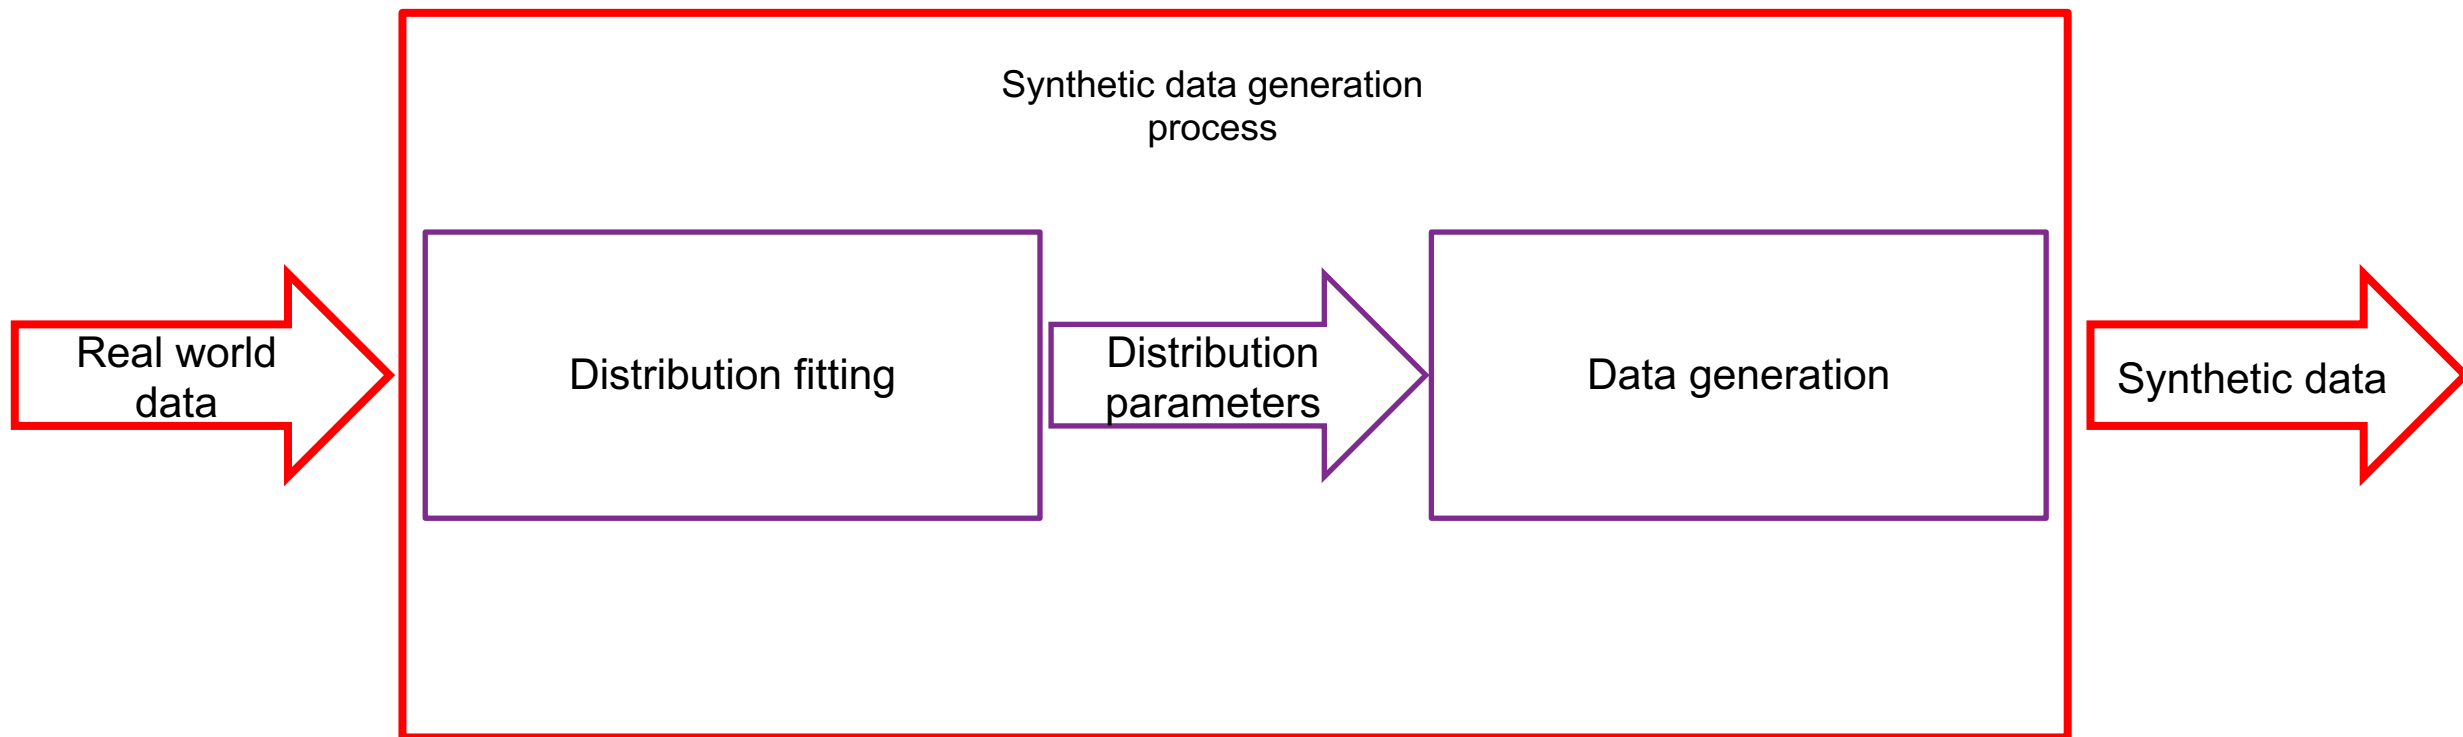 Synthetic data generation
process
Real world
data
Distribution fitting
Distribution
parameters
Data generation
Synthetic data